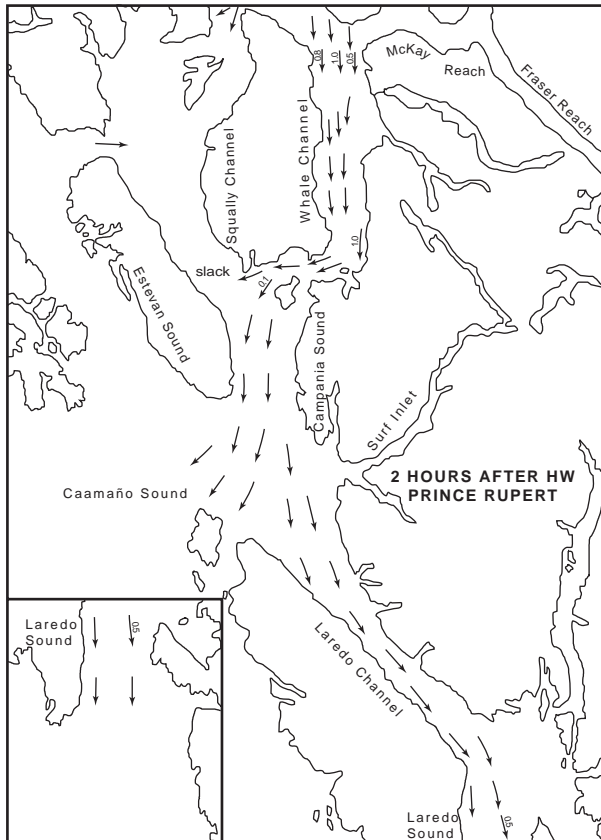 0.8
1.0
0.5
McKay
Reach
Fraser Reach
Squally Channel
Whale Channel
1.0
slack
0.1
Estevan Sound
Campania Sound
Surf Inlet
2 HOURS AFTER HW
PRINCE RUPERT
Caamaño Sound
Laredo
Sound
0.5
Laredo Channel
Laredo
Sound
0.5